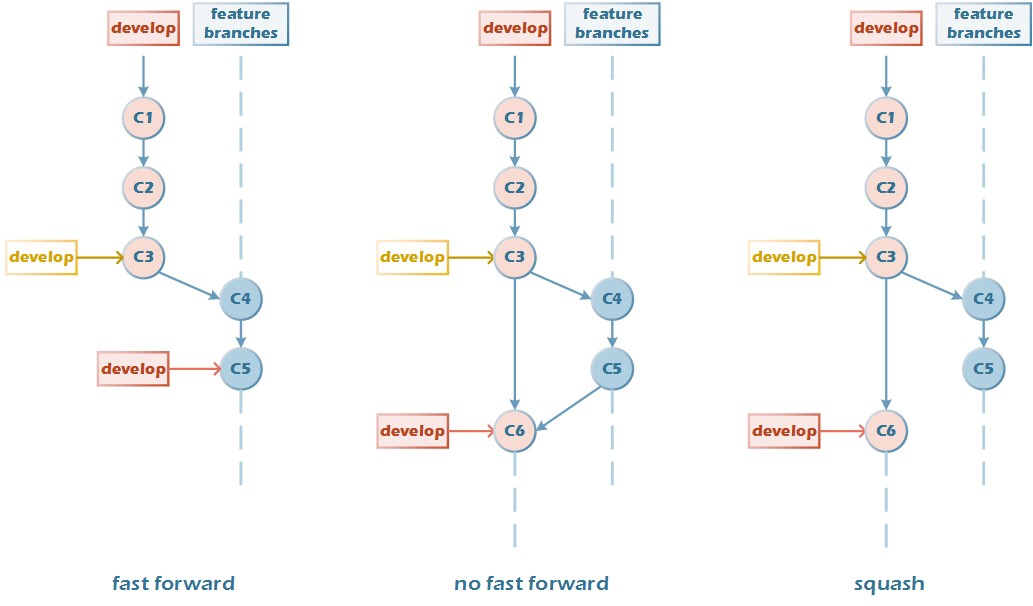 develop
feature
branches
C1
C2
develop
C3
C4
develop
C5
fast forward
develop
feature
branches
C1
C2
develop
C3
C4
C5
develop
C6
no fast forward
develop
feature
branches
C1
C2
develop
C3
C4
C5
develop
C6
squash